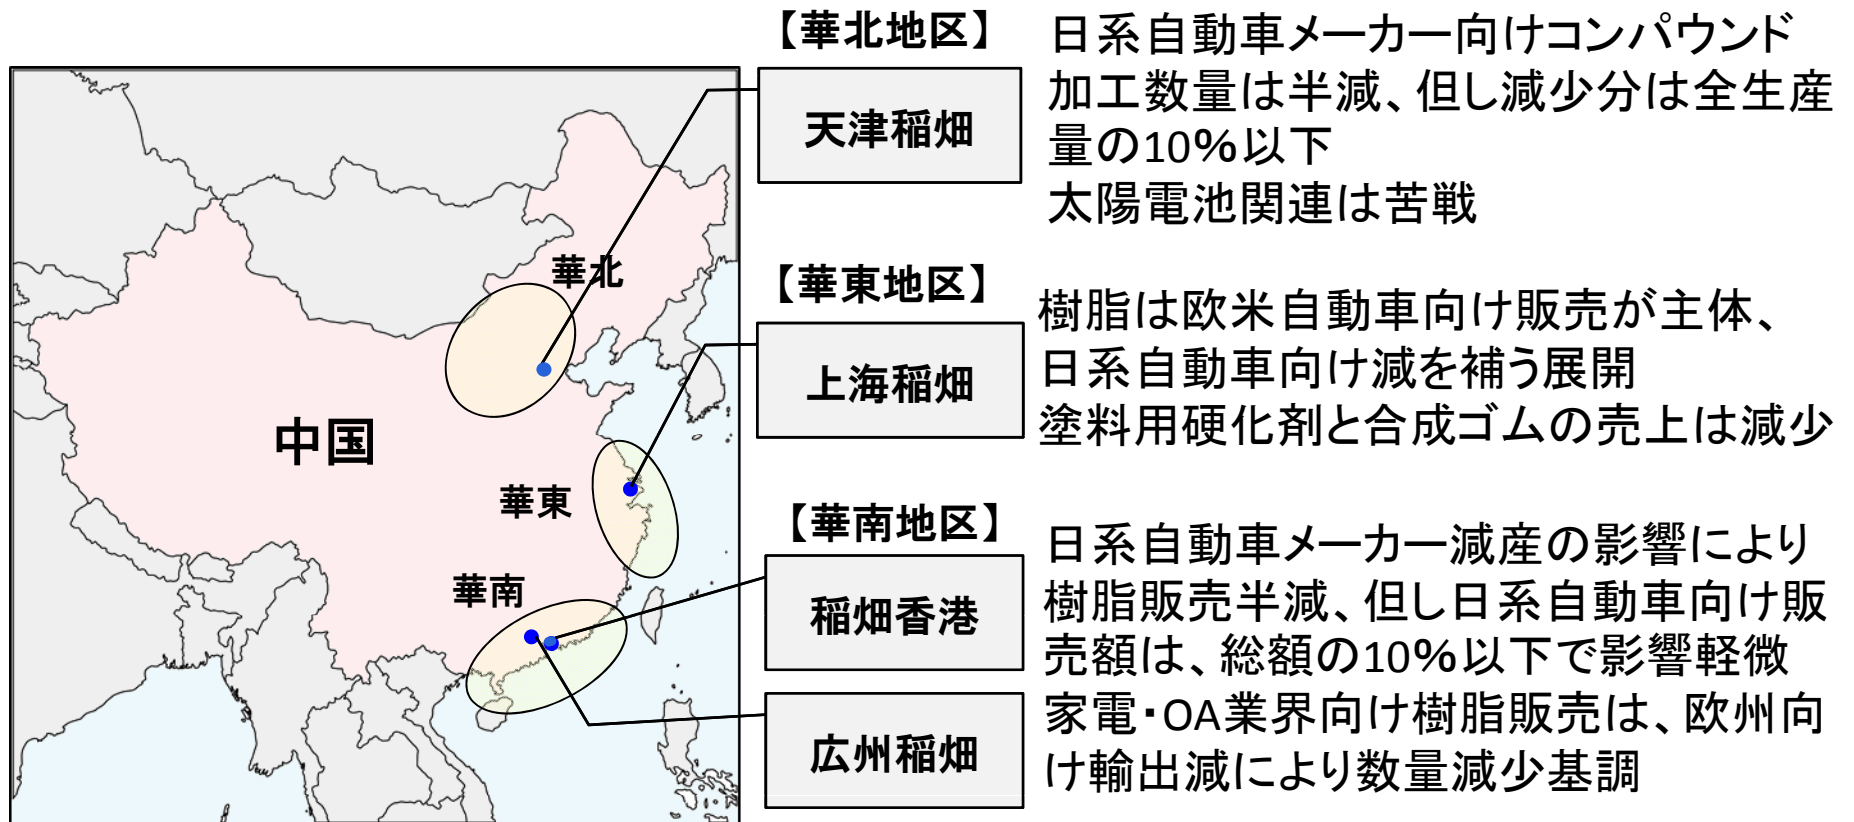 【華北地区】
天津稲畑
日系自動車メーカー向けコンパウンド
加工数量は半減、但し減少分は全生産
量の10%以下
太陽電池関連は苦戦
【華東地区】
上海稲畑
樹脂は欧米自動車向け販売が主体、
日系自動車向け減を補う展開
塗料用硬化剤と合成ゴムの売上は減少
【華南地区】
稲畑香港
広州稲畑
日系自動車メーカー減産の影響により
樹脂販売半減、但し日系自動車向け販
売額は、総額の10%以下で影響軽微
家電・OA業界向け樹脂販売は、欧州向
け輸出減により数量減少基調
華北
中国
華東
華南